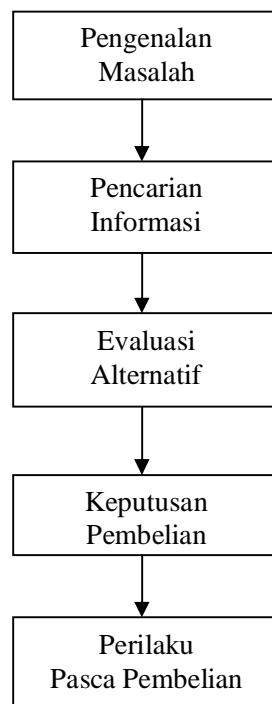 Pengenalan
Masalah
Pencarian
Informasi
Evaluasi
Alternatif
Keputusan
Pembelian
Perilaku
Pasca Pembelian